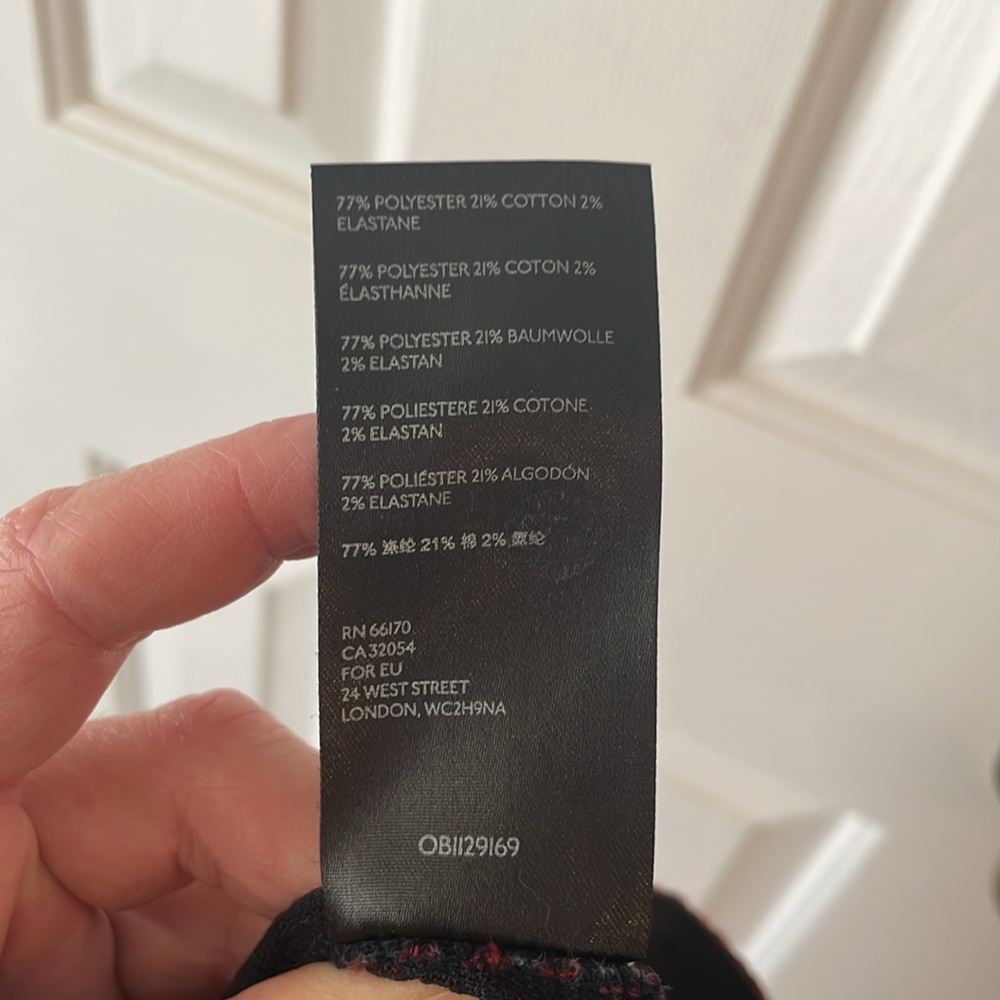 77% POLYESTER 21% COTTON 2%
ELASTANE
77% POLYESTER 21% COTON 2%
ÉLASTHANNE
77% POLYESTER 21% BAUMWOLLE
2% ELASTAN
77% POLIESTERE 21% COTONE
2% ELASTAN
77% POLIÉSTER 21% ALGODÓN
2% ELASTANE
77% 涤纶 21% 棉 2% 氨纶
RN 66170
CA 32054
FOR EU
24 WEST STREET
LONDON, WC2H9NA
OB1129169